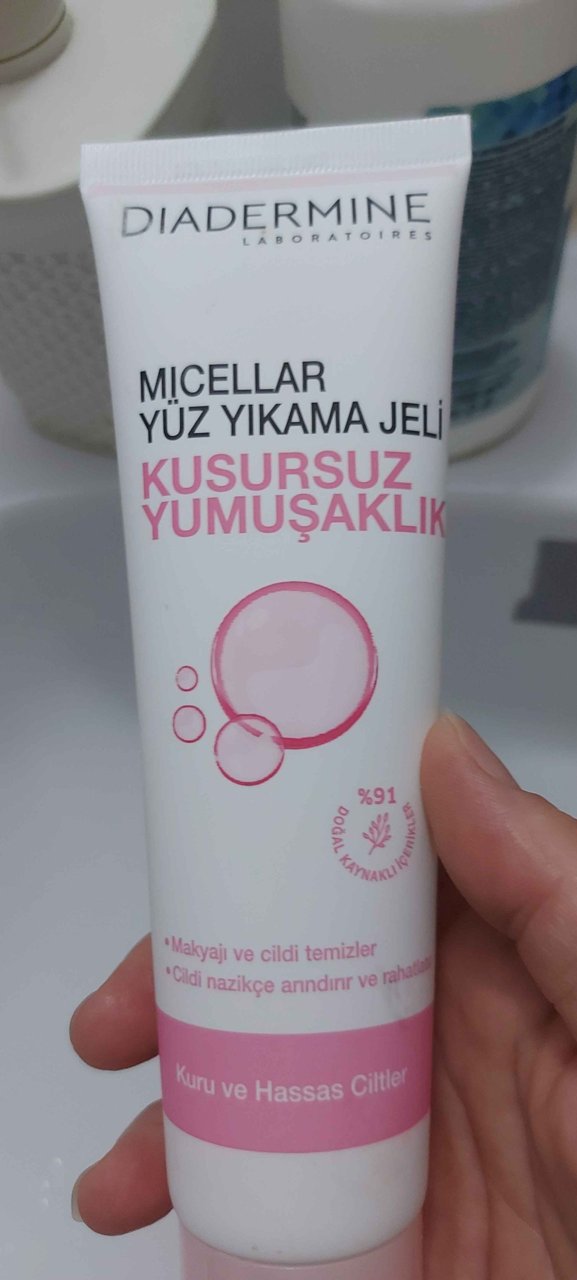 DIADERMINE
LABORATOIRES
MICELLAR
YÜZ YIKAMA JELİ
KUSURSUZ
YUMUŞAKLIK
%91
DOĞAL KAYNAKLI İÇERİKLER
•Makyajı ve cildi temizler
•Cildi nazikçe arındırır ve
Kuru ve Hassas Ciltler